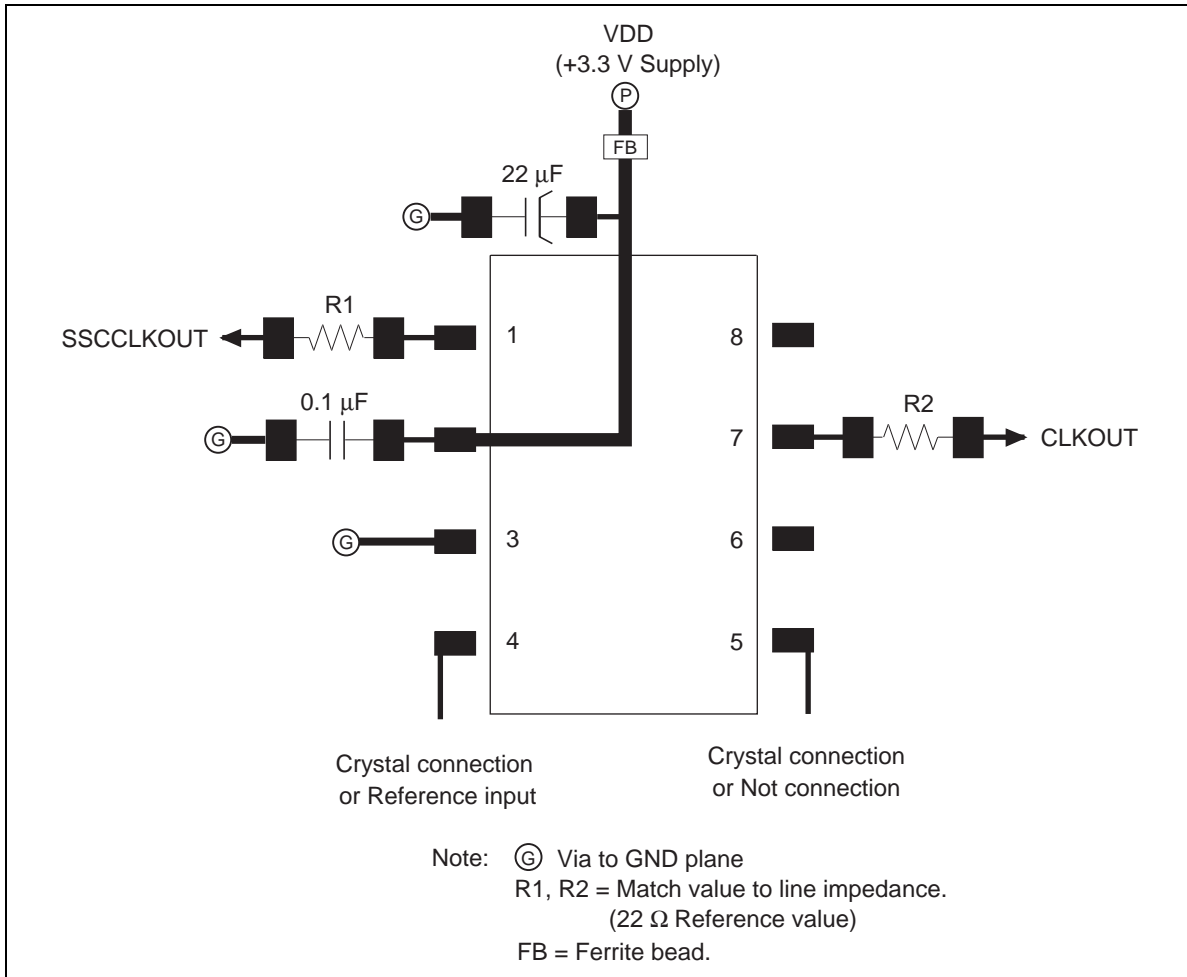 VDD
(+3.3 V Supply)
P
FB
22 μF
G
R1
SSCCLKOUT
1
8
0.1 μF
G
R2
7
CLKOUT
G
3
6
4
5
Crystal connection
or Reference input
Crystal connection
or Not connection
Note: G Via to GND plane
R1, R2 = Match value to line impedance.
(22 Ω Reference value)
FB = Ferrite bead.